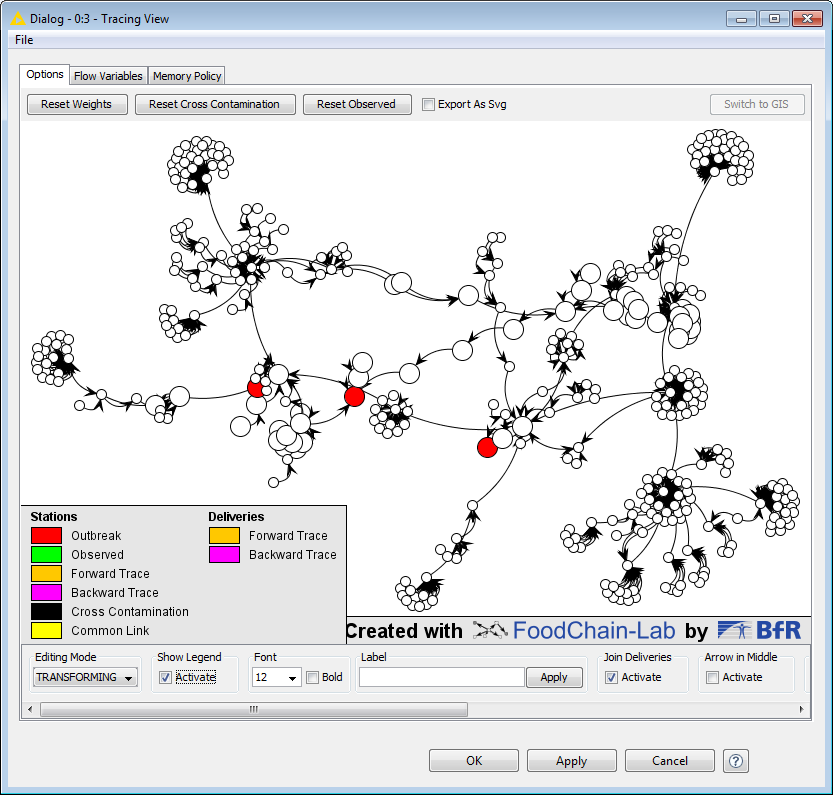 Dialog - 0:3 - Tracing View
File
Options Flow Variables Memory Policy
Reset Weights Reset Cross Contamination Reset Observed Export As Svg Switch to GIS
Stations Deliveries
Outbreak Forward Trace
Observed Backward Trace
Forward Trace
Backward Trace
Cross Contamination
Common Link
Created with FoodChain-Lab by BfR
Editing Mode Show Legend Font Label Join Deliveries Arrow in Middle
TRANSFORMING Activate 12 Bold Apply Activate Activate
OK Apply Cancel ?